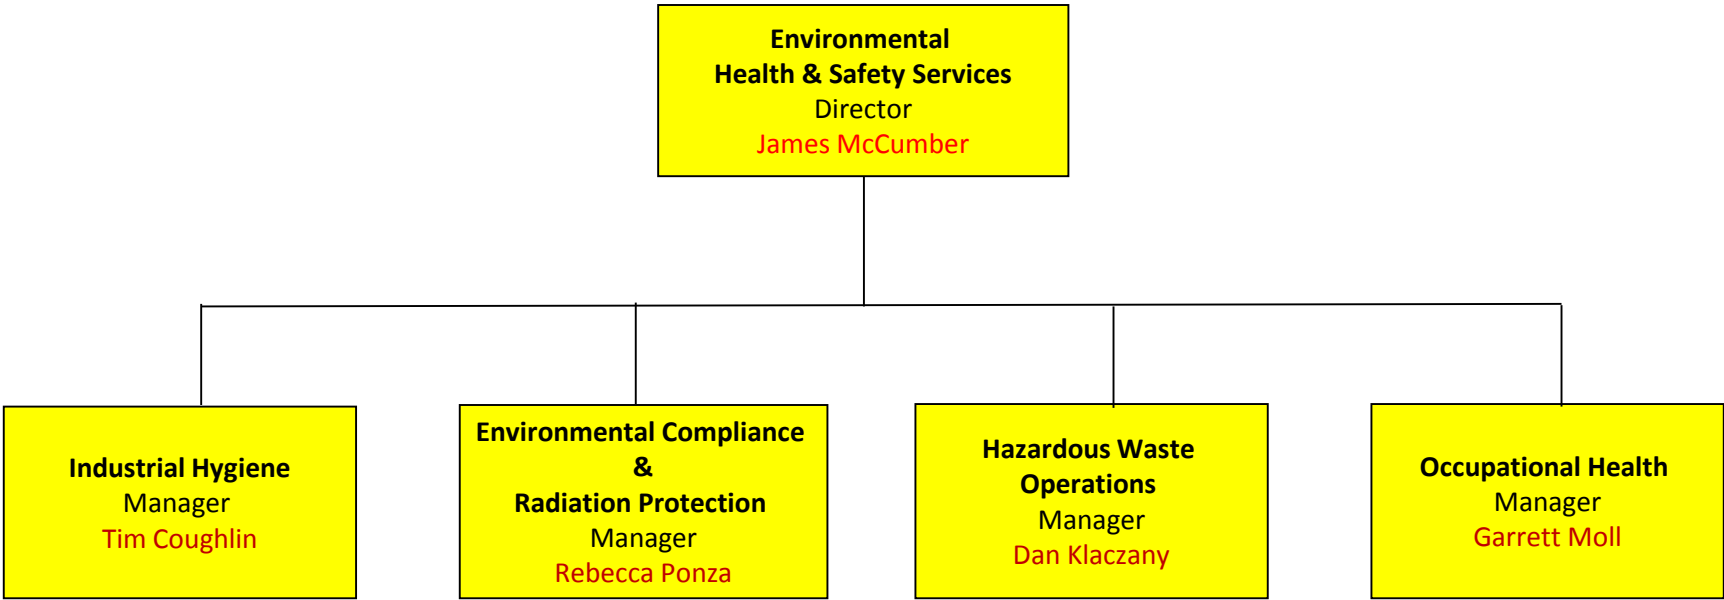 Environmental
Health & Safety Services
Director
James McCumber
Industrial Hygiene
Manager
Tim Coughlin
Environmental Compliance
&
Radiation Protection
Manager
Rebecca Ponza
Hazardous Waste
Operations
Manager
Dan Klaczany
Occupational Health
Manager
Garrett Moll